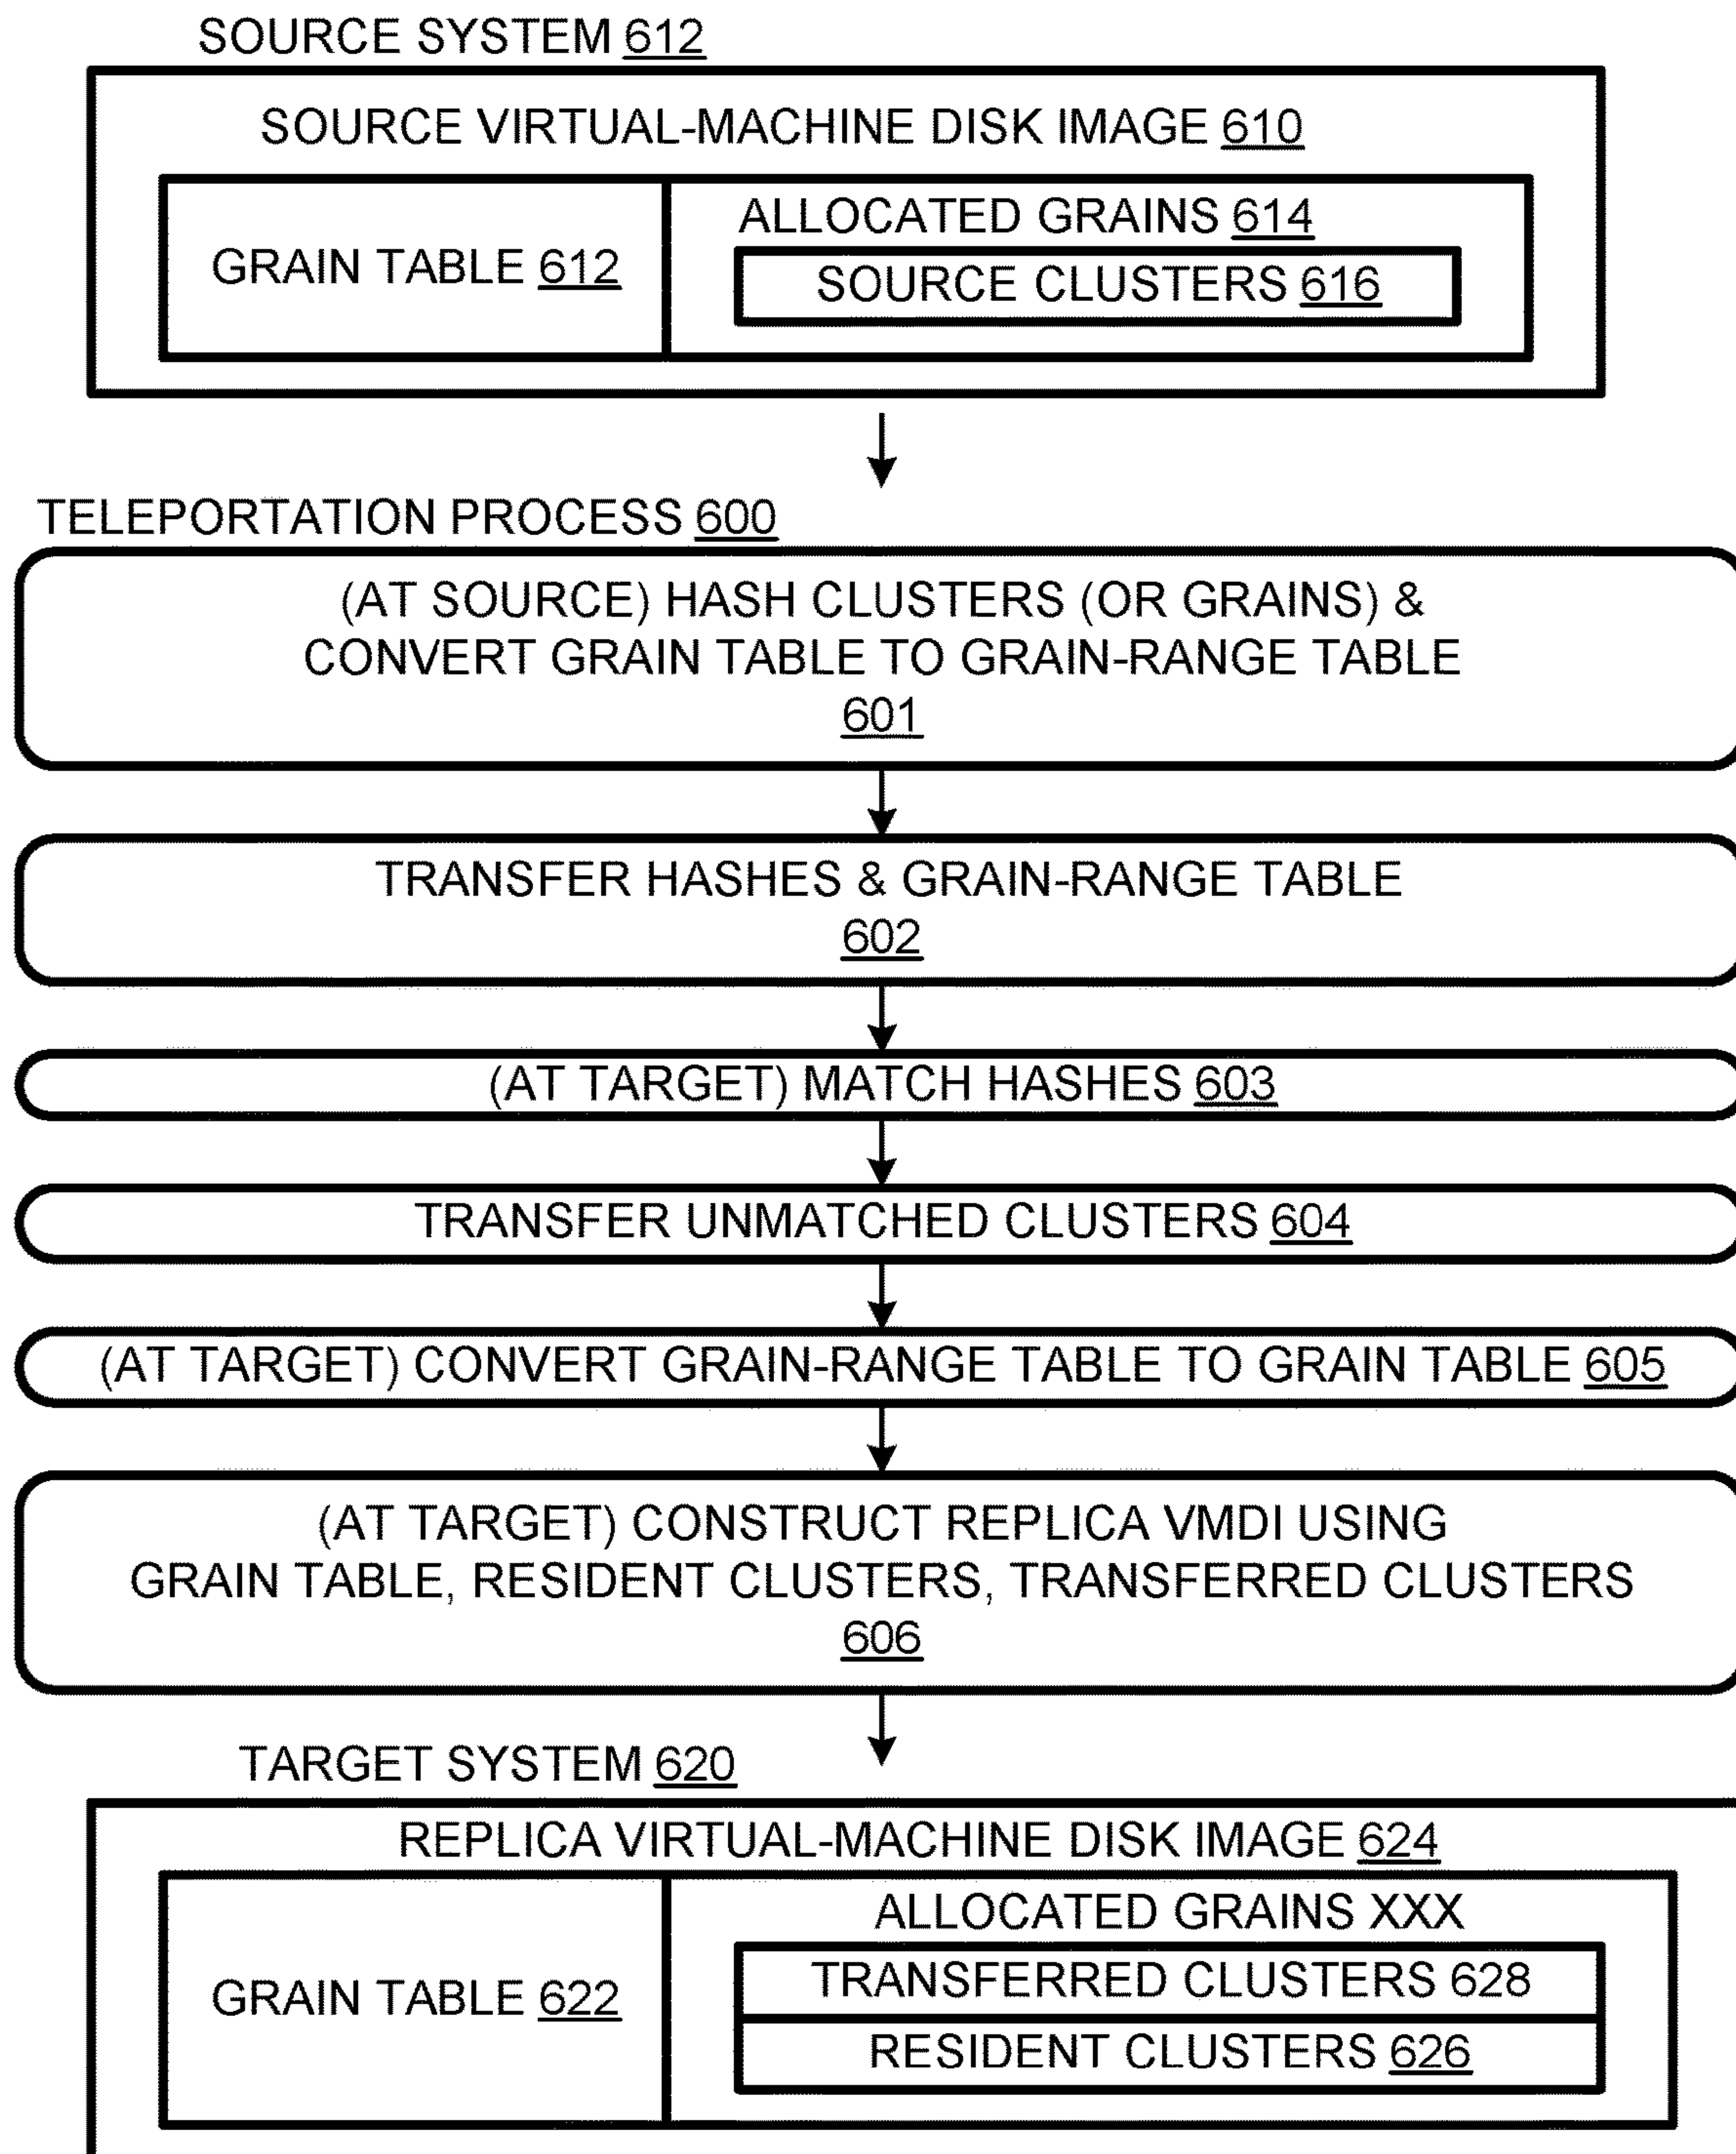 SOURCE SYSTEM 612
SOURCE VIRTUAL-MACHINE DISK IMAGE 610
GRAIN TABLE 612
ALLOCATED GRAINS 614
SOURCE CLUSTERS 616
TELEPORTATION PROCESS 600
(AT SOURCE) HASH CLUSTERS (OR GRAINS) &
CONVERT GRAIN TABLE TO GRAIN-RANGE TABLE
601
TRANSFER HASHES & GRAIN-RANGE TABLE
602
(AT TARGET) MATCH HASHES 603
TRANSFER UNMATCHED CLUSTERS 604
(AT TARGET) CONVERT GRAIN-RANGE TABLE TO GRAIN TABLE 605
(AT TARGET) CONSTRUCT REPLICA VMDI USING
GRAIN TABLE, RESIDENT CLUSTERS, TRANSFERRED CLUSTERS
606
TARGET SYSTEM 620
REPLICA VIRTUAL-MACHINE DISK IMAGE 624
GRAIN TABLE 622
ALLOCATED GRAINS XXX
TRANSFERRED CLUSTERS 628
RESIDENT CLUSTERS 626